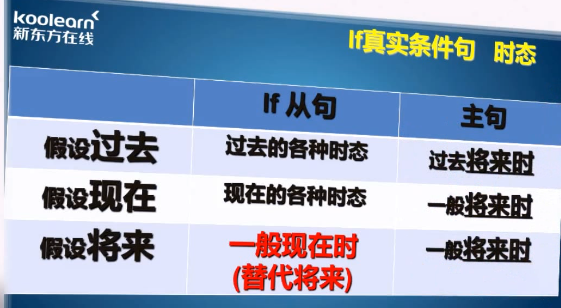 koolearn
新东方在线
If真实条件句 时态
If 从句 主句
假设过去 过去的各种时态 过去将来时
假设现在 现在的各种时态 一般将来时
假设将来 一般现在时 一般将来时
(替代将来)